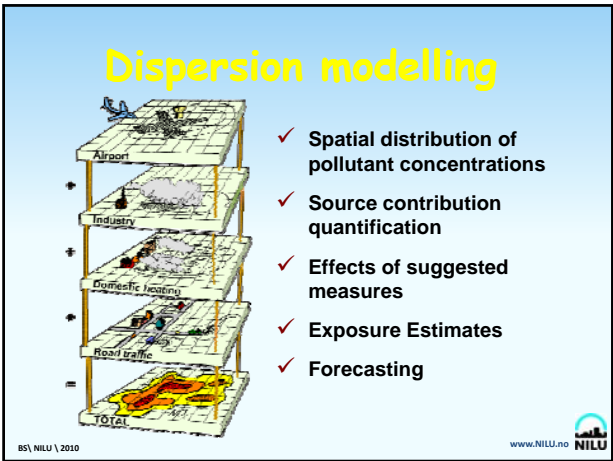 Dispersion modelling
Airport
+
Industry
+
Domestic heating
+
Road traffic
=
TOTAL
✓ Spatial distribution of
pollutant concentrations
✓ Source contribution
quantification
✓ Effects of suggested
measures
✓ Exposure Estimates
✓ Forecasting
BS\ NILU \ 2010
www.NILU.no
NILU